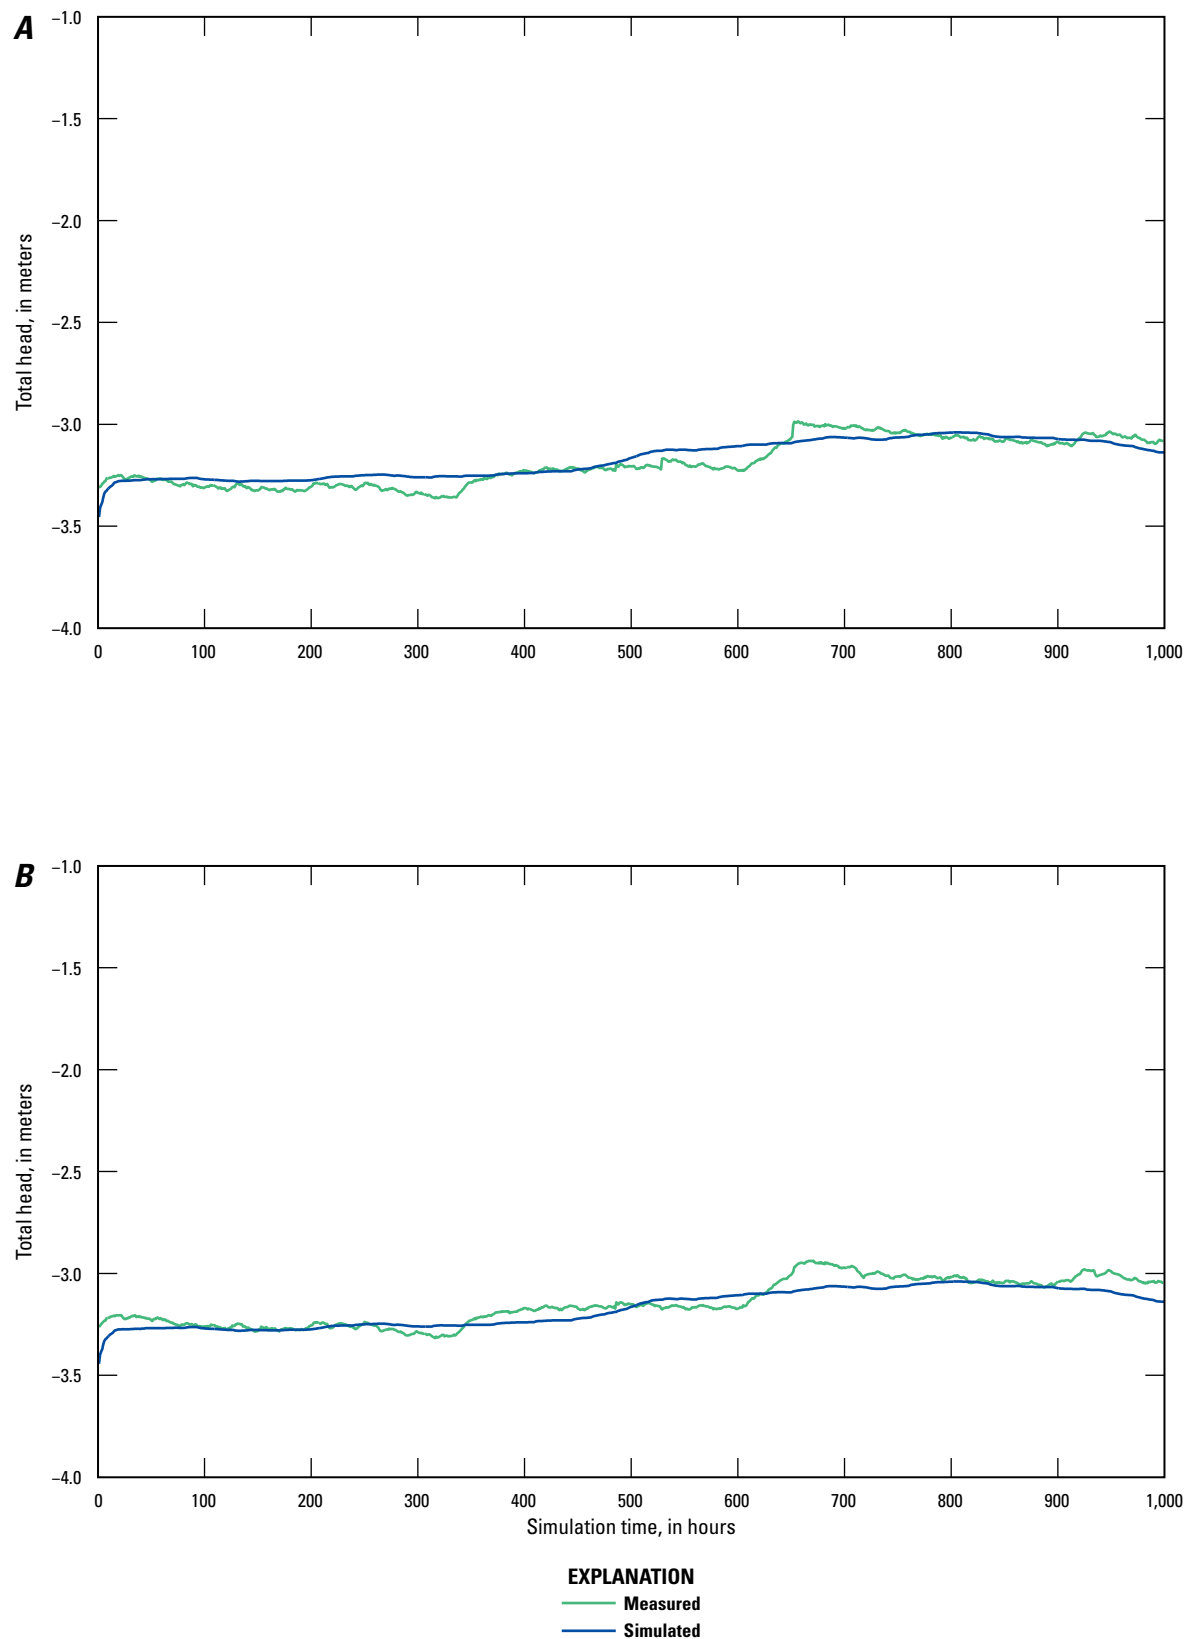 A
Total head, in meters
−1.0
−1.5
−2.0
−2.5
−3.0
−3.5
−4.0
0 100 200 300 400 500 600 700 800 900 1,000
B
Total head, in meters
−1.0
−1.5
−2.0
−2.5
−3.0
−3.5
−4.0
0 100 200 300 400 500 600 700 800 900 1,000
Simulation time, in hours
EXPLANATION
Measured
Simulated